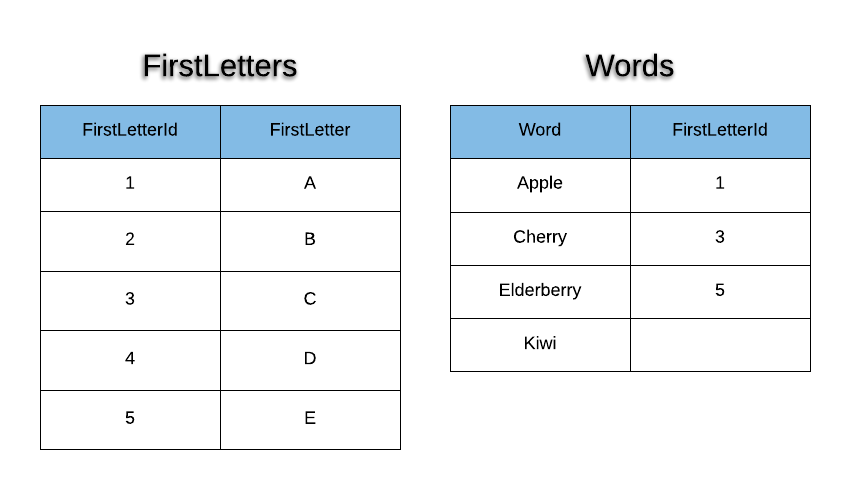 FirstLetters
FirstLetterId FirstLetter
1 A
2 B
3 C
4 D
5 E
Words
Word FirstLetterId
Apple 1
Cherry 3
Elderberry 5
Kiwi